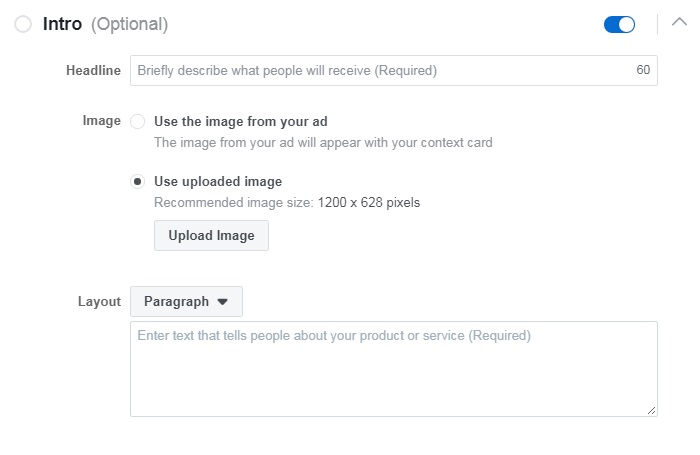 Intro (Optional)
Headline Briefly describe what people will receive (Required) 60
Image Use the image from your ad
The image from your ad will appear with your context card
Use uploaded image
Recommended image size: 1200 x 628 pixels
Upload Image
Layout Paragraph
Enter text that tells people about your product or service (Required)